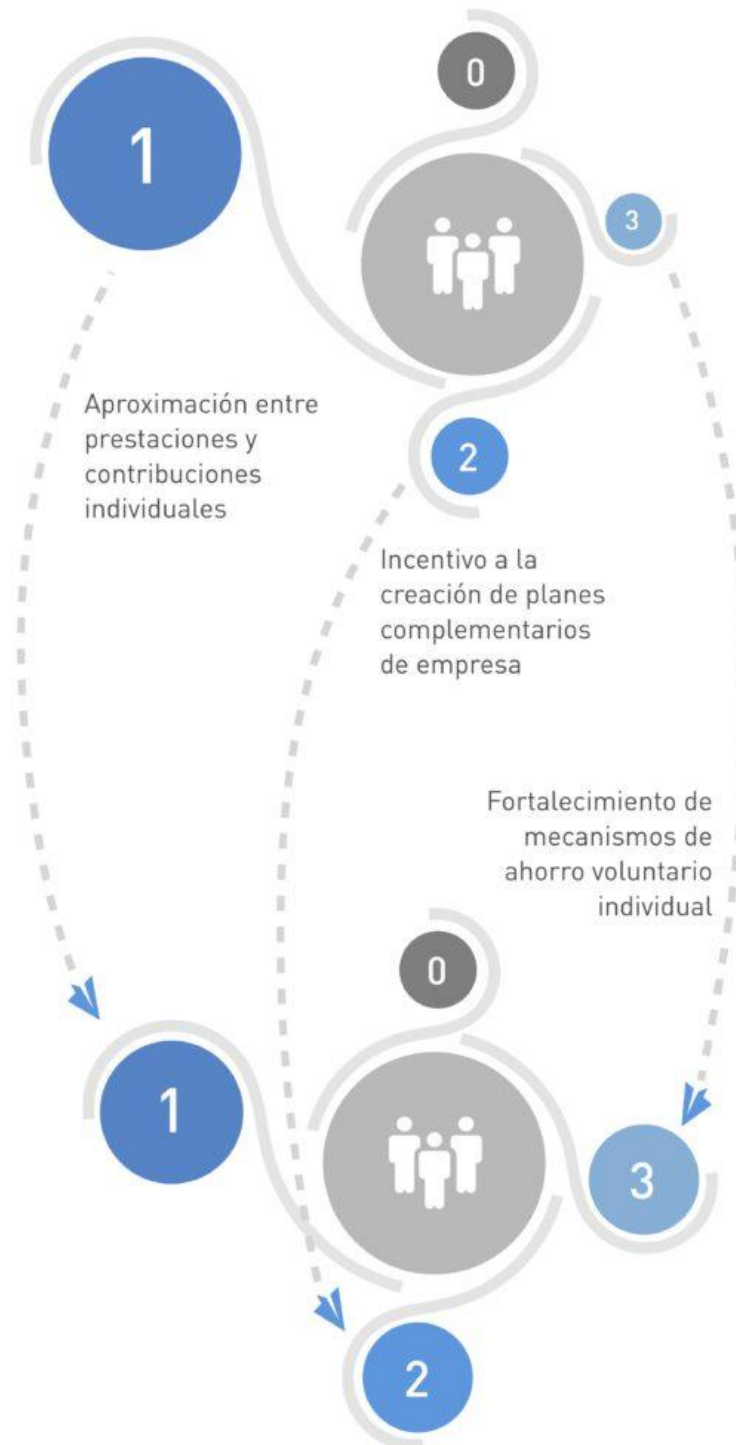 0
1
3
2
Aproximación entre
prestaciones y
contribuciones
individuales
Incentivo a la
creación de planes
complementarios
de empresa
Fortalecimiento de
mecanismos de
ahorro voluntario
individual
0
1
3
2